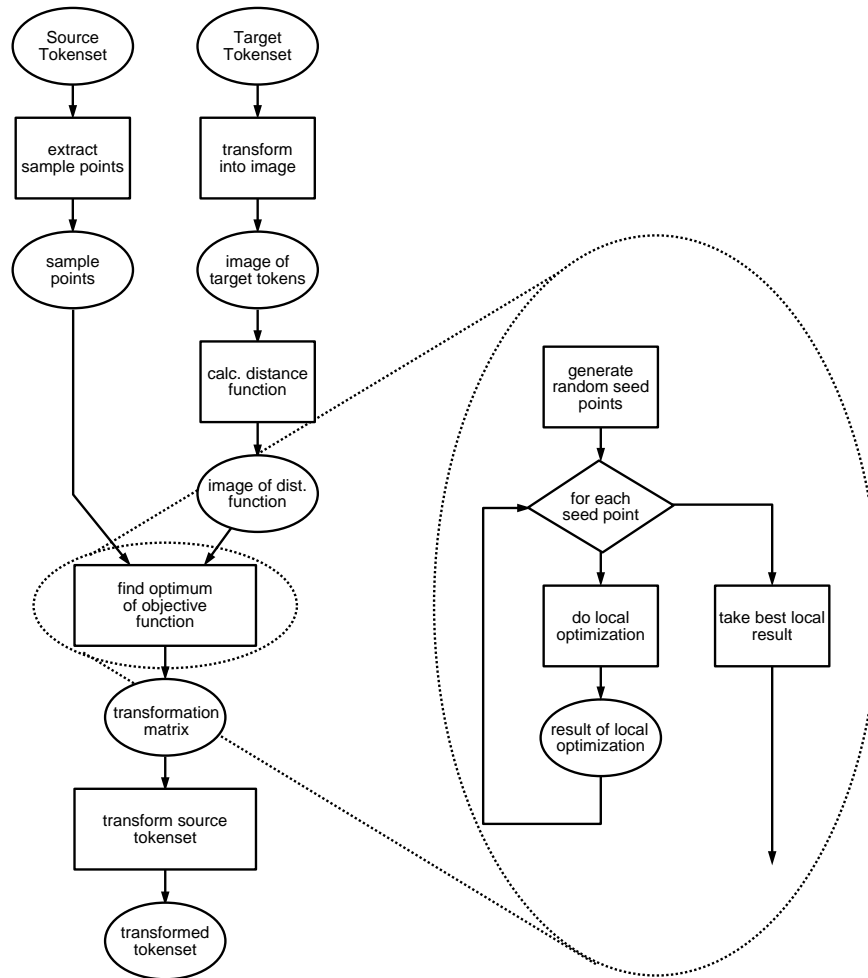 Source
Tokenset
Target
Tokenset
extract
sample points
transform
into image
sample
points
image of
target tokens
calc. distance
function
image of dist.
function
find optimum
of objective
function
transformation
matrix
transform source
tokenset
transformed
tokenset
generate
random seed
points
for each
seed point
do local
optimization
take best local
result
result of local
optimization